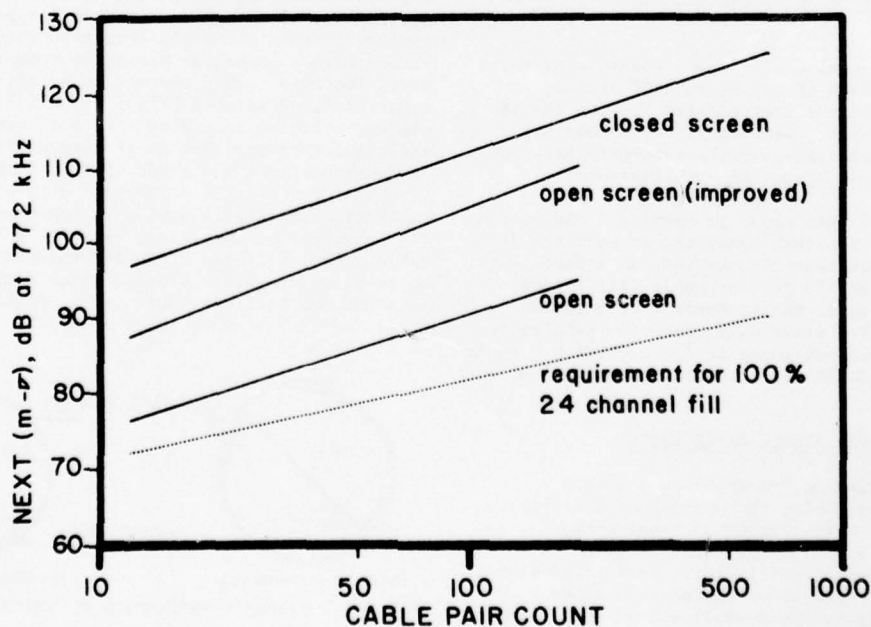 130
120
110
100
90
80
70
60
NEXT (m-σ), dB at 772 kHz
closed screen
open screen (improved)
open screen
requirement for 100%
24 channel fill
10
50
100
500
1000
CABLE PAIR COUNT